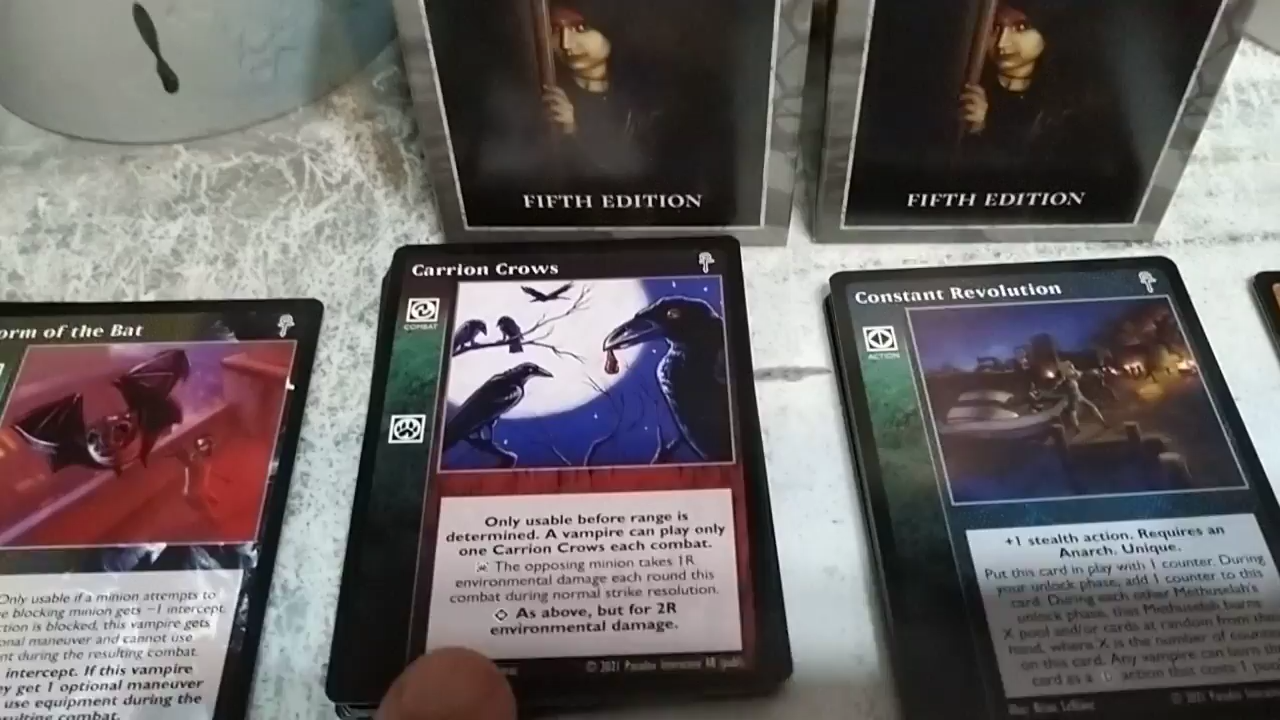 FIFTH EDITION
FIFTH EDITION
orm of the Bat
Only usable if a minion attempts to
blocking minion gets −1 intercept.
ction is blocked, this vampire gets
onal maneuver and cannot use
nt during the resulting combat.
intercept. If this vampire
ey get 1 optional maneuver
use equipment during the
sulting combat.
Carrion Crows
COMBAT
Only usable before range is
determined. A vampire can play only
one Carrion Crows each combat.
The opposing minion takes 1R
environmental damage each round this
combat during normal strike resolution.
As above, but for 2R
environmental damage.
© 2021 Paradox Interactive AB (publ)
Constant Revolution
ACTION
+1 stealth action. Requires an
Anarch. Unique.
Put this card in play with 1 counter. During
your unlock phase, add 1 counter to this
card. During each other Methuselah's
unlock phase, that Methuselah burns
X pool and/or cards at random from their
hand, where X is the number of counters
on this card. Any vampire can burn this
card as a D action that costs 1 pool
Illus: Brian LeBlanc